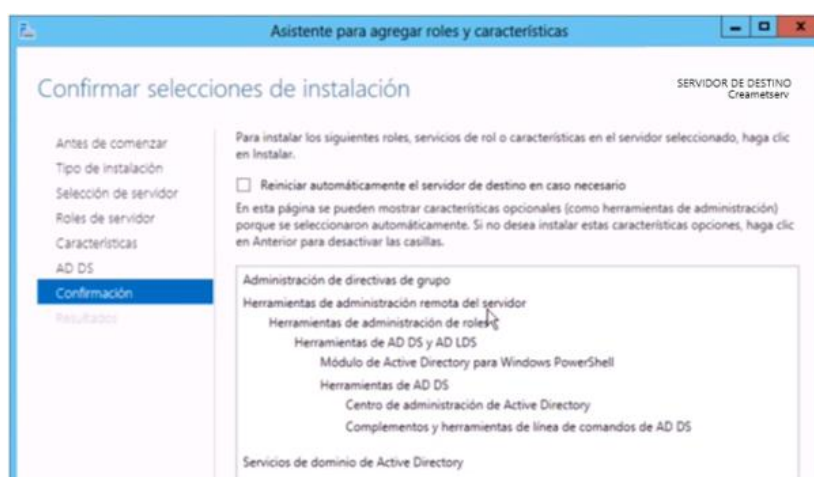 Asistente para agregar roles y características
Confirmar selecciones de instalación
SERVIDOR DE DESTINO
Creametserv
Antes de comenzar
Tipo de instalación
Selección de servidor
Roles de servidor
Características
AD DS
Confirmación
Resultados
Para instalar los siguientes roles, servicios de rol o características en el servidor seleccionado, haga clic
en Instalar.
Reiniciar automáticamente el servidor de destino en caso necesario
En esta página se pueden mostrar características opcionales (como herramientas de administración)
porque se seleccionaron automáticamente. Si no desea instalar estas características opciones, haga clic
en Anterior para desactivar las casillas.
Administración de directivas de grupo
Herramientas de administración remota del servidor
Herramientas de administración de roles
Herramientas de AD DS y AD LDS
Módulo de Active Directory para Windows PowerShell
Herramientas de AD DS
Centro de administración de Active Directory
Complementos y herramientas de línea de comandos de AD DS
Servicios de dominio de Active Directory